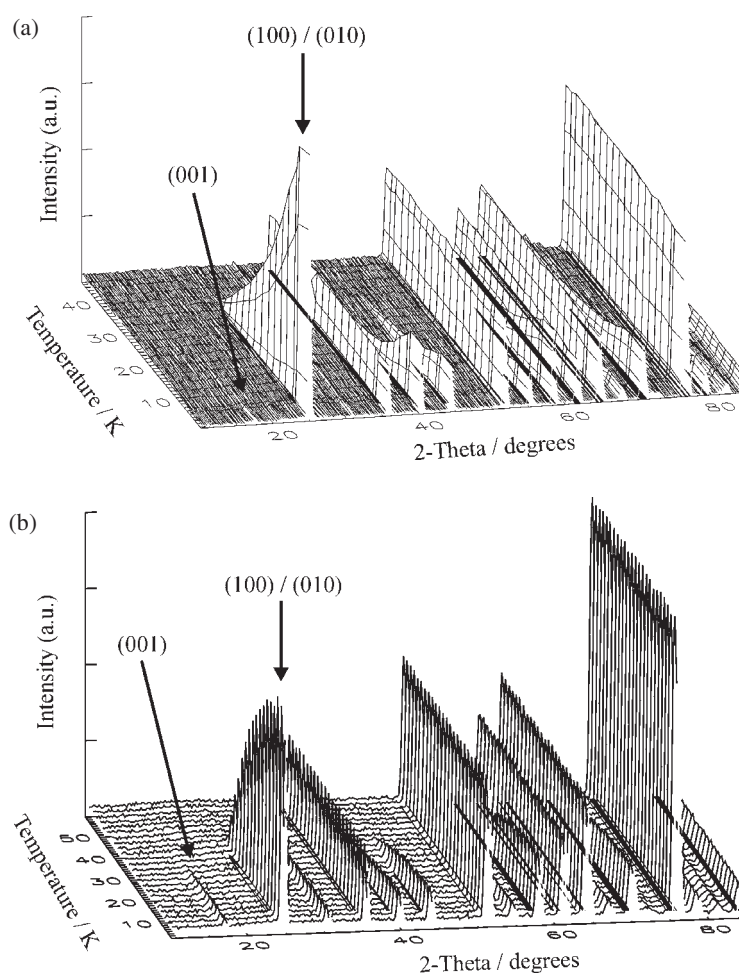 (a)
(100) / (010)
(001)
Intensity (a.u.)
40
30
20
10
Temperature / K
20
40
60
80
2-Theta / degrees
(b)
(100) / (010)
(001)
Intensity (a.u.)
40
30
20
10
Temperature / K
20
40
60
80
2-Theta / degrees